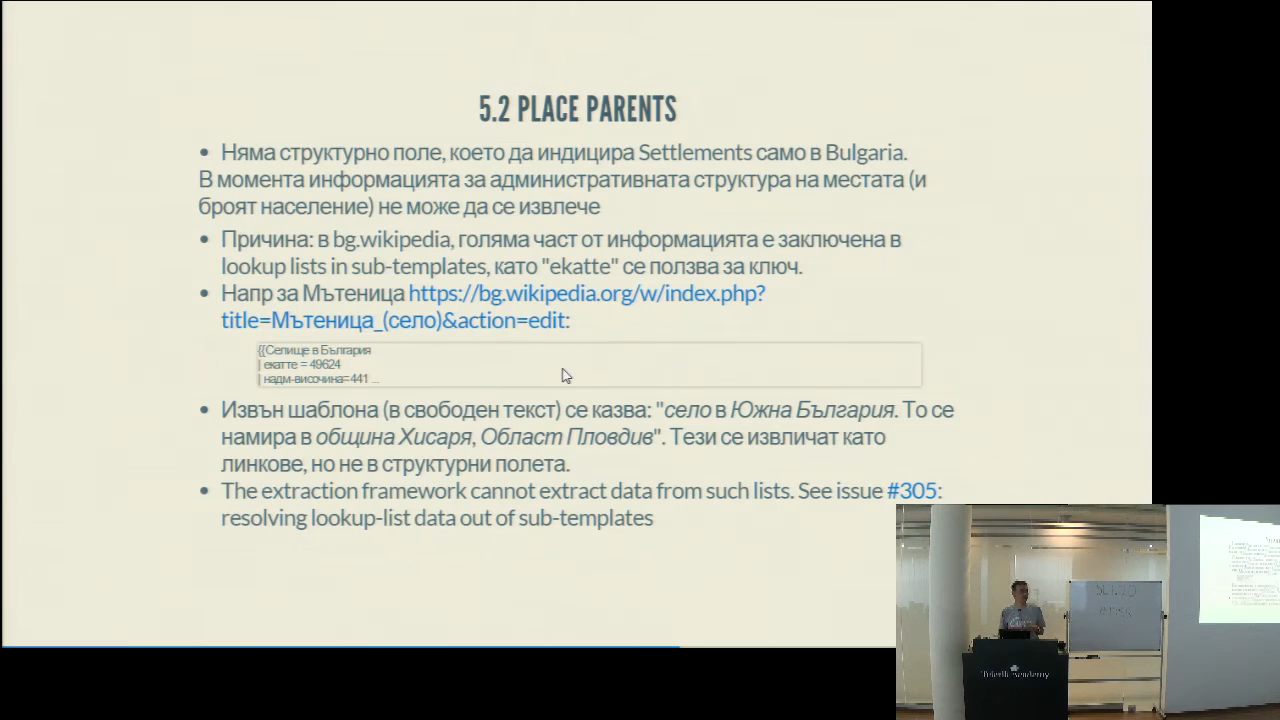 5.2 PLACE PARENTS
• Няма структурно поле, което да индицира Settlements само в Bulgaria.
В момента информацията за административната структура на местата (и
броят население) не може да се извлече
• Причина: в bg.wikipedia, голяма част от информацията е заключена в
lookup lists in sub-templates, като "ekatte" се ползва за ключ.
• Напр за Мътеница https://bg.wikipedia.org/w/index.php?
title=Мътеница_(село)&action=edit:
{{Селище в България
| екатте = 49624
| надм-височина=441 ...
• Извън шаблона (в свободен текст) се казва: "село в Южна България. То се
намира в община Хисаря, Област Пловдив". Тези се извличат като
линкове, но не в структурни полета.
• The extraction framework cannot extract data from such lists. See issue #305:
resolving lookup-list data out of sub-templates